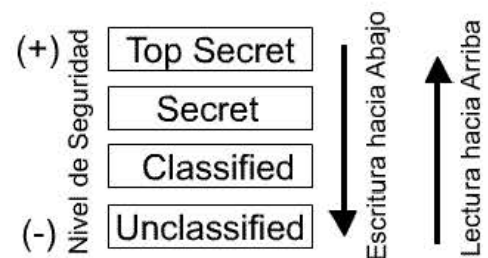 (+)
Top Secret
Secret
Classified
Unclassified
(-)
Nivel de Seguridad
Escritura hacia Abajo
Lectura hacia Arriba